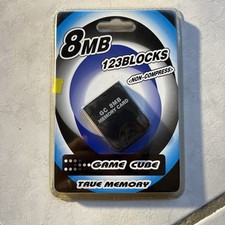 8MB
123BLOCKS
<NON-COMPRESS>
GC 8MB
MEMORY CARD
GAME CUBE
TRUE MEMORY